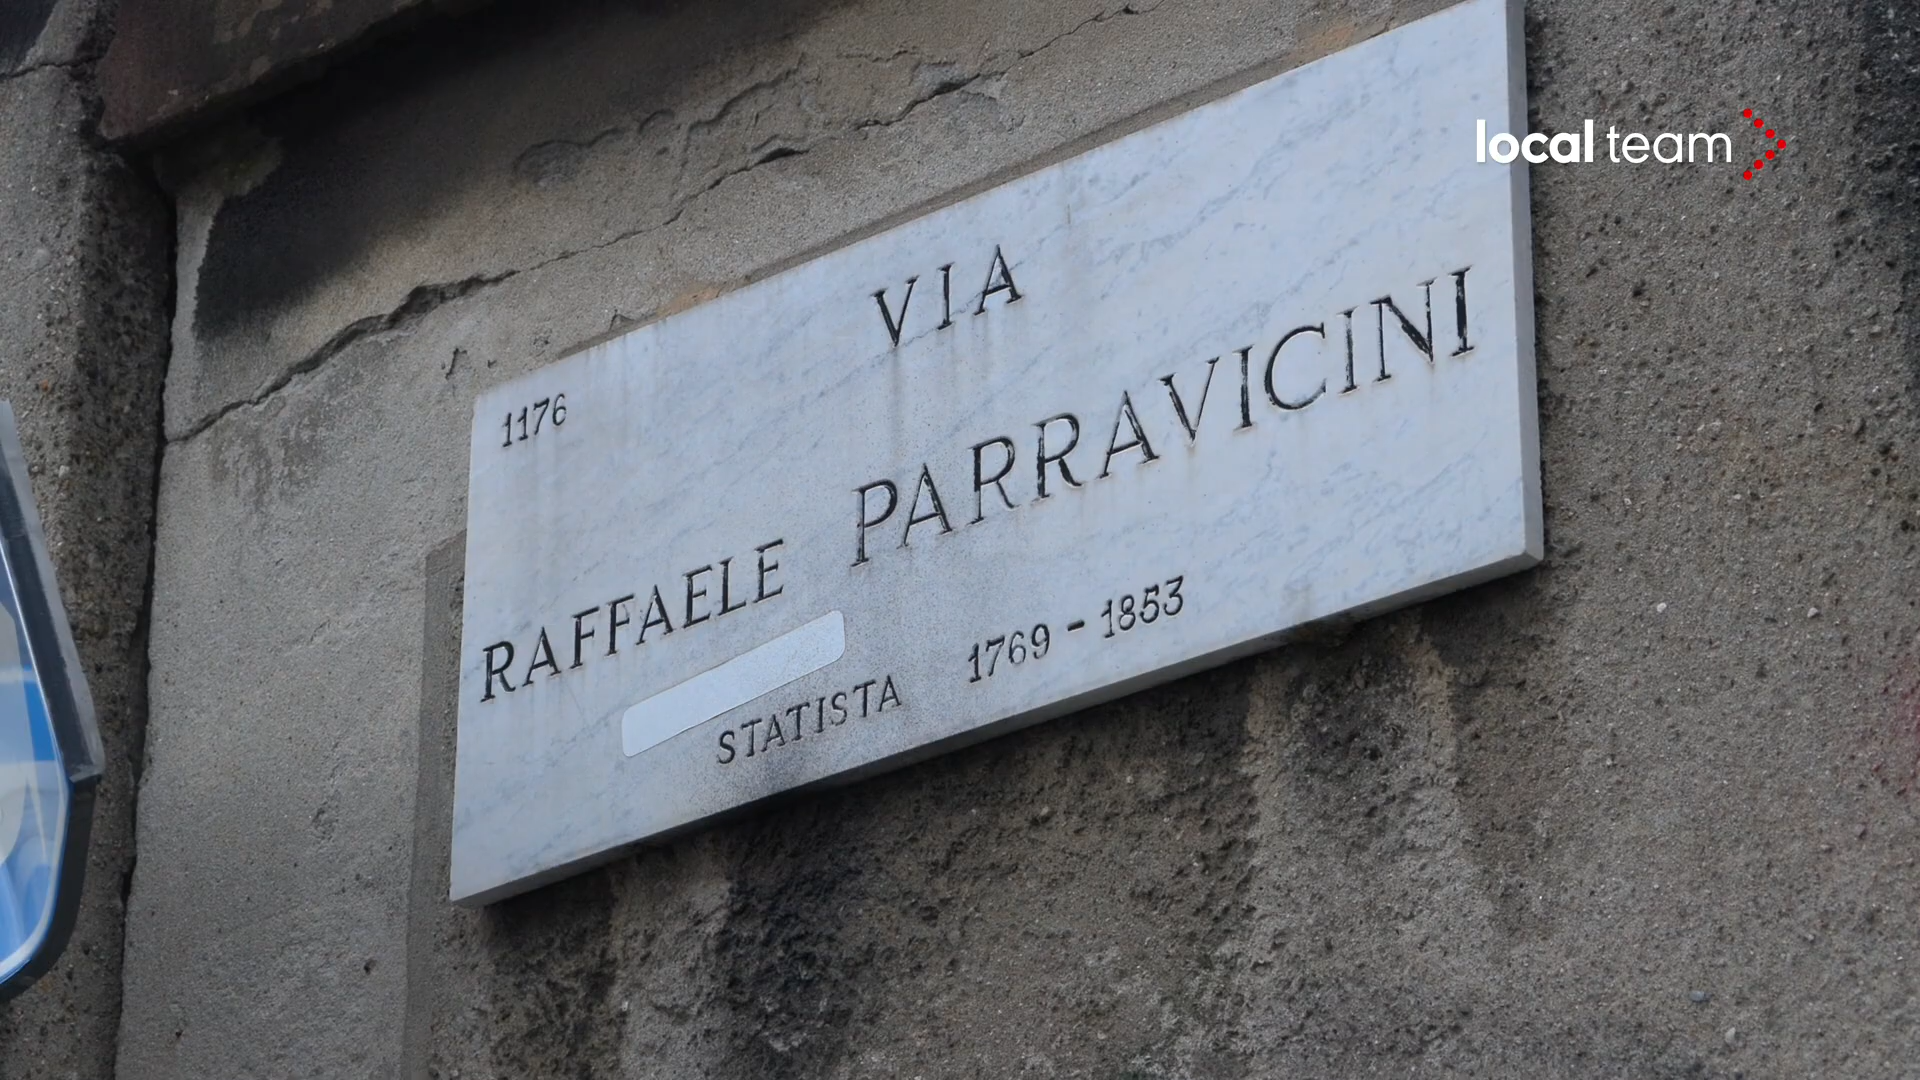 local team
VIA
1176
RAFFAELE PARRAVICINI
STATISTA 1769 - 1853